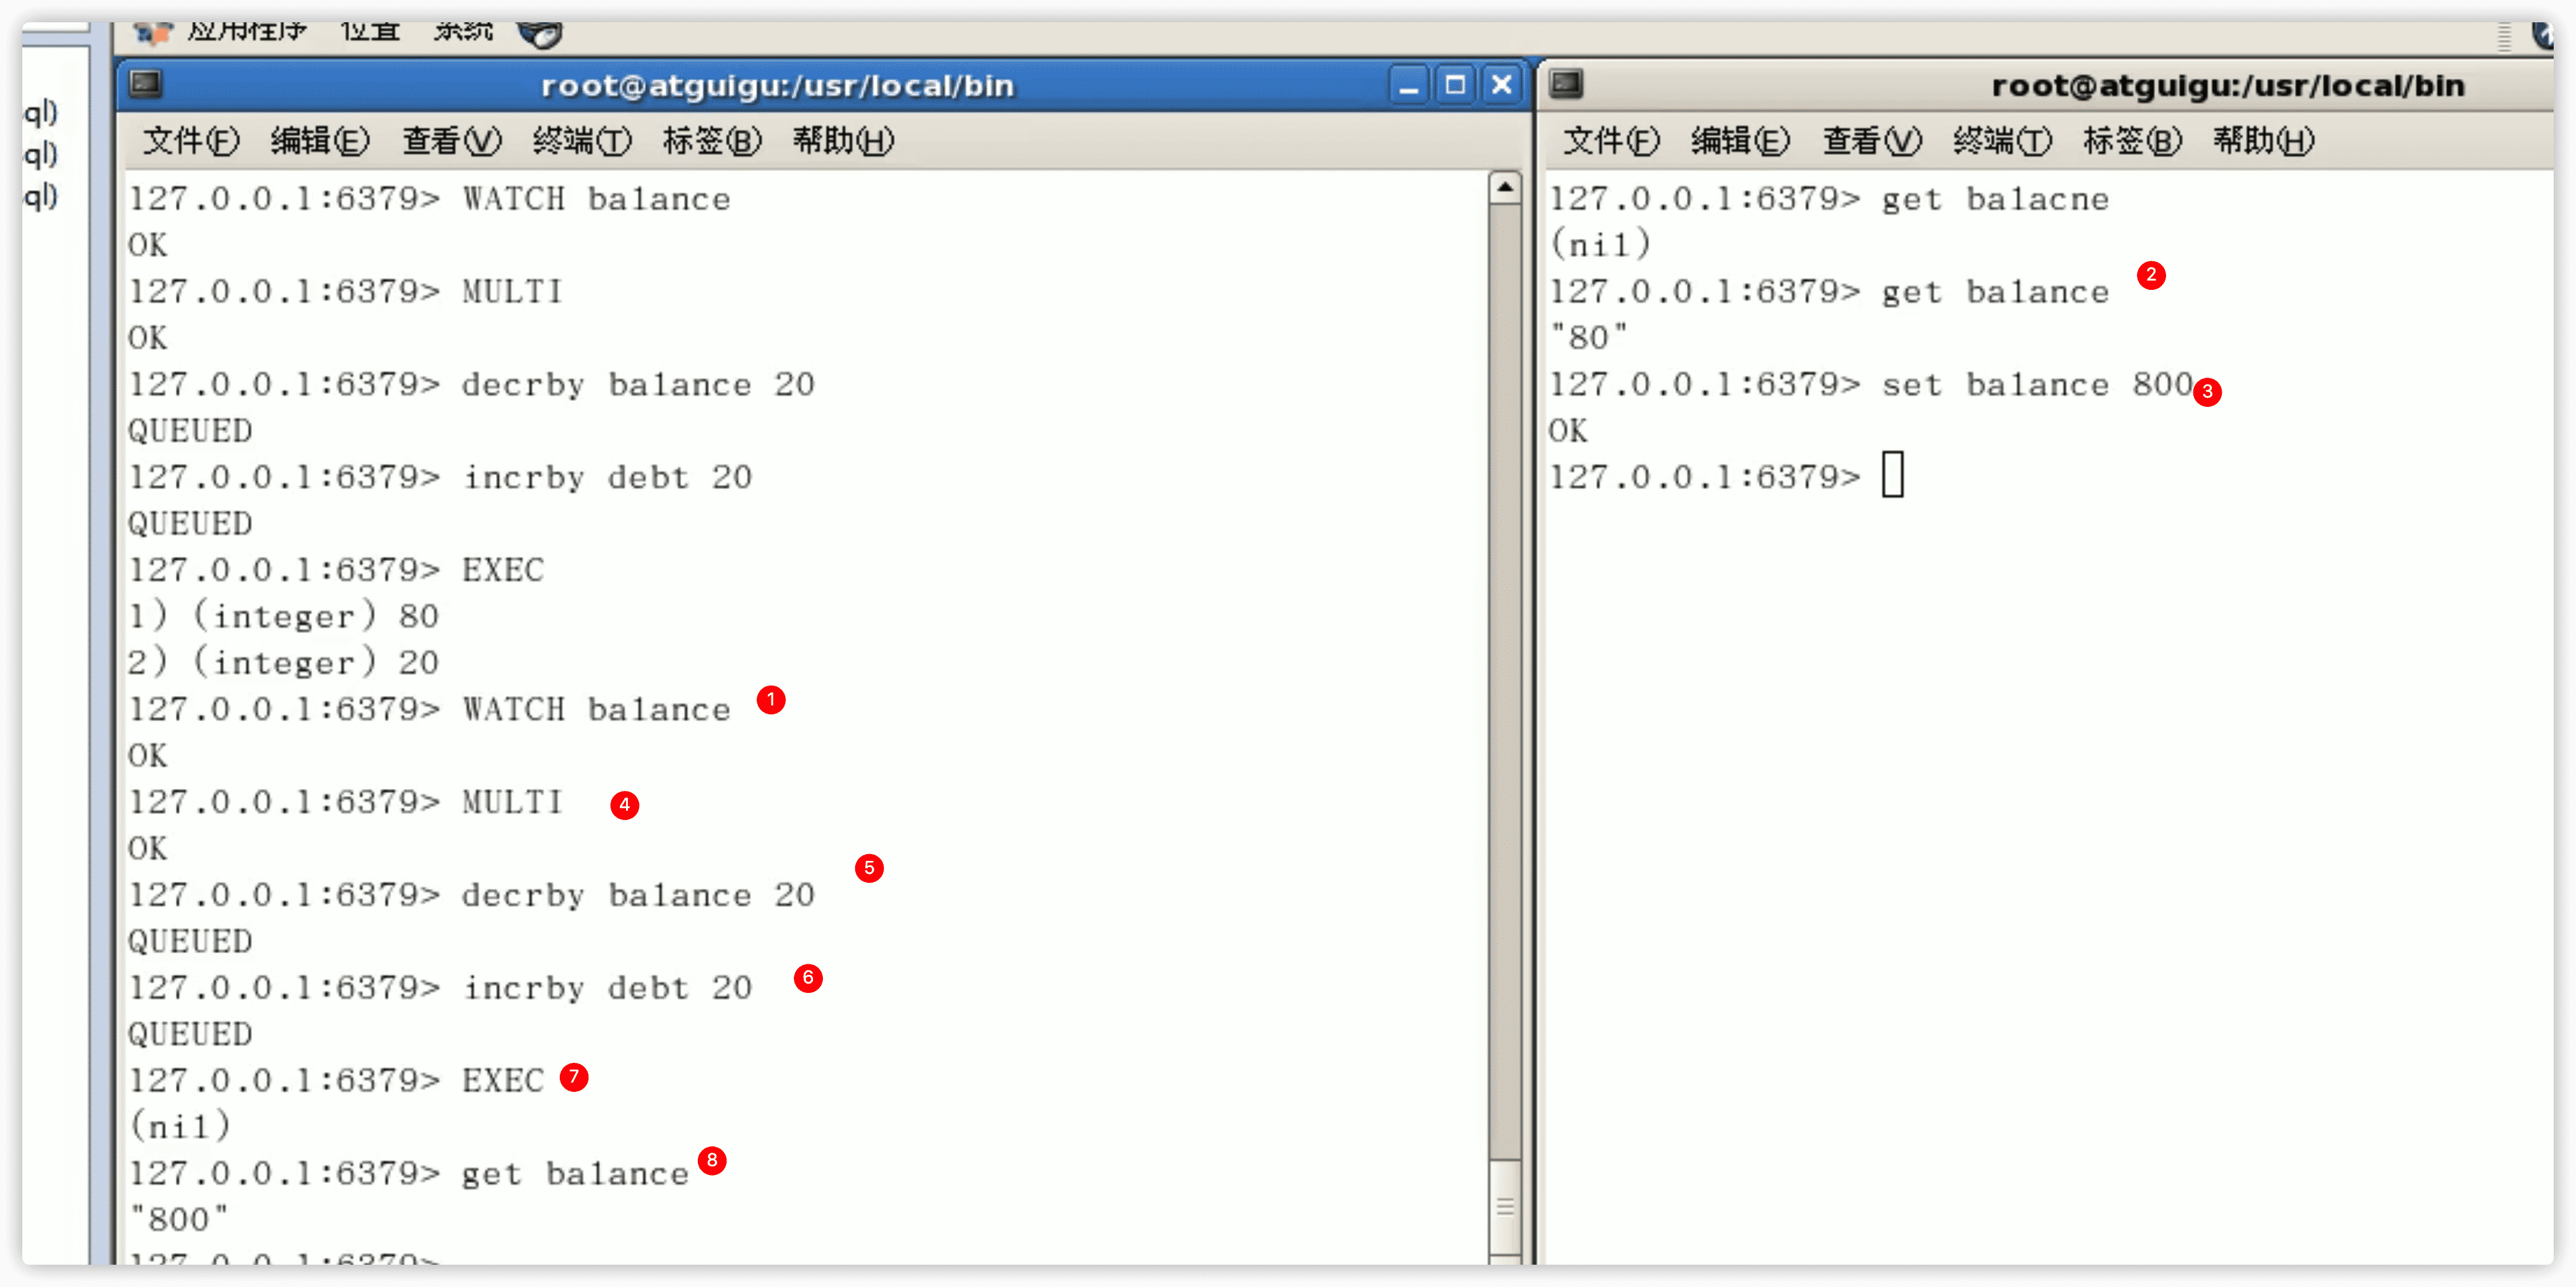 应用程序 位置 系统
ql)
ql)
ql)
root@atguigu:/usr/local/bin
文件(F) 编辑(E) 查看(V) 终端(T) 标签(B) 帮助(H)
127.0.0.1:6379> WATCH balance
OK
127.0.0.1:6379> MULTI
OK
127.0.0.1:6379> decrby balance 20
QUEUED
127.0.0.1:6379> incrby debt 20
QUEUED
127.0.0.1:6379> EXEC
1) (integer) 80
2) (integer) 20
127.0.0.1:6379> WATCH balance 1
OK
127.0.0.1:6379> MULTI 4
OK
127.0.0.1:6379> decrby balance 20 5
QUEUED
127.0.0.1:6379> incrby debt 20 6
QUEUED
127.0.0.1:6379> EXEC 7
(nil)
127.0.0.1:6379> get balance 8
"800"
127.0.0.1:6379>
root@atguigu:/usr/local/bin
文件(F) 编辑(E) 查看(V) 终端(T) 标签(B) 帮助(H)
127.0.0.1:6379> get balacne
(nil)
127.0.0.1:6379> get balance 2
"80"
127.0.0.1:6379> set balance 800 3
OK
127.0.0.1:6379>